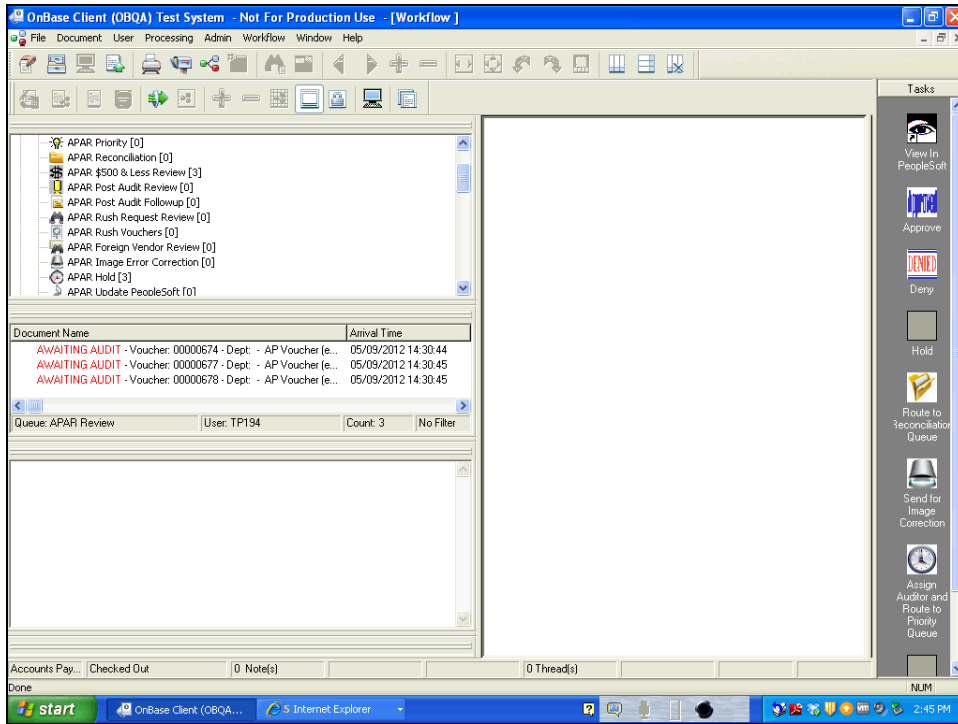 OnBase Client (OBQA) Test System - Not For Production Use - [Workflow ]
File Document User Processing Admin Workflow Window Help
Tasks
APAR Priority [0]
APAR Reconciliation [0]
APAR $500 & Less Review [3]
APAR Post Audit Review [0]
APAR Post Audit Followup [0]
APAR Rush Request Review [0]
APAR Rush Vouchers [0]
APAR Foreign Vendor Review [0]
APAR Image Error Correction [0]
APAR Hold [3]
APAR Update PeopleSoft [0]
Document Name Arrival Time
AWAITING AUDIT - Voucher: 00000674 - Dept: - AP Voucher (e... 05/09/2012 14:30:44
AWAITING AUDIT - Voucher: 00000677 - Dept: - AP Voucher (e... 05/09/2012 14:30:45
AWAITING AUDIT - Voucher: 00000678 - Dept: - AP Voucher (e... 05/09/2012 14:30:45
Queue: APAR Review User: TP194 Count: 3 No Filter
View In
PeopleSoft
Approved
Approve
DENIED
Deny
Hold
Route to
Reconciliation
Queue
Send for
Image
Correction
Assign
Auditor and
Route to
Priority
Queue
Accounts Pay... Checked Out 0 Note(s) 0 Thread(s)
Done NUM
start OnBase Client (OBQA... 5 Internet Explorer 2:45 PM